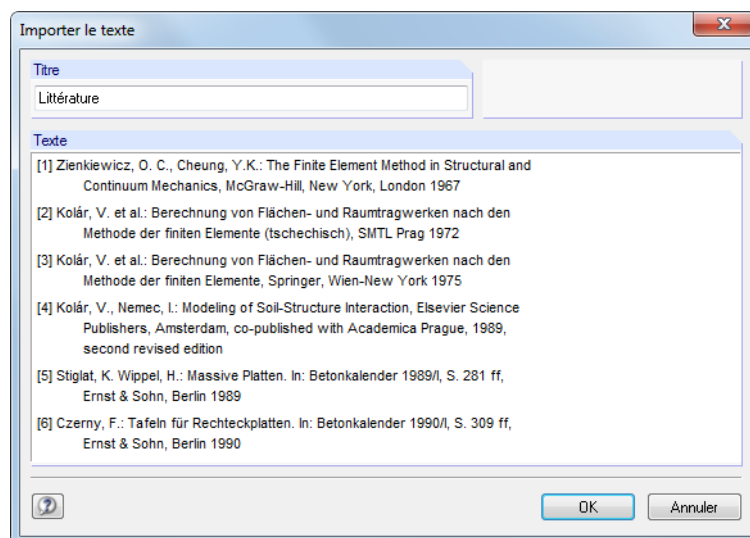 Importer le texte
Titre
Littérature
Texte
[1] Zienkiewicz, O. C., Cheung, Y.K.: The Finite Element Method in Structural and
Continuum Mechanics, McGraw-Hill, New York, London 1967
[2] Kolár, V. et al.: Berechnung von Flächen- und Raumtragwerken nach den
Methode der finiten Elemente (tschechisch), SMTL Prag 1972
[3] Kolár, V. et al.: Berechnung von Flächen- und Raumtragwerken nach den
Methode der finiten Elemente, Springer, Wien-New York 1975
[4] Kolár, V., Nemec, I.: Modeling of Soil-Structure Interaction, Elsevier Science
Publishers, Amsterdam, co-published with Academica Prague, 1989,
second revised edition
[5] Stiglat, K. Wippel, H.: Massive Platten. In: Betonkalender 1989/I, S. 281 ff,
Ernst & Sohn, Berlin 1989
[6] Czerny, F.: Tafeln für Rechteckplatten. In: Betonkalender 1990/I, S. 309 ff,
Ernst & Sohn, Berlin 1990
OK
Annuler